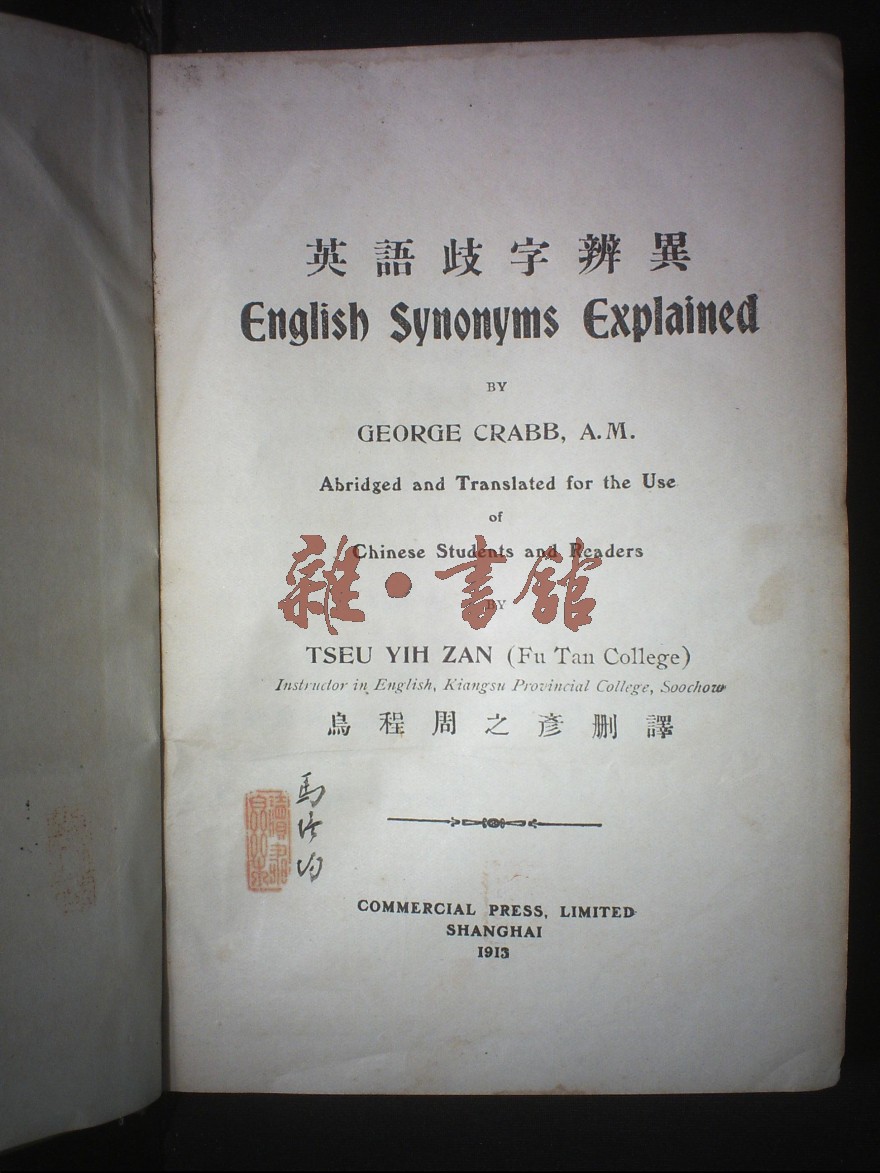 英語歧字辨異
English Synonyms Explained
BY
GEORGE CRABB, A.M.
Abridged and Translated for the Use
of
Chinese Students and Readers
雜·書館
BY
TSEU YIH ZAN (Fu Tan College)
Instructor in English, Kiangsu Provincial College, Soochow
烏程周之彥删譯
COMMERCIAL PRESS, LIMITED
SHANGHAI
1913